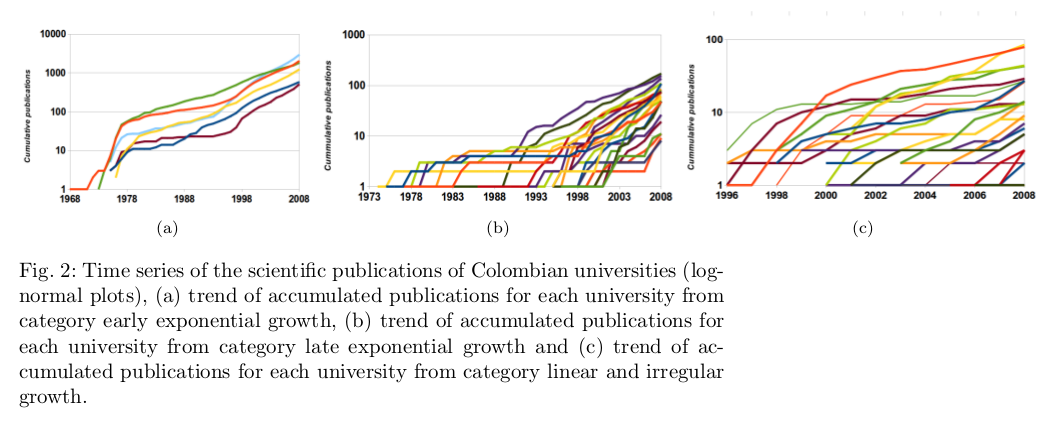 10000
1000
100
10
1
Cumulative publications
1968 1978 1988 1998 2008
(a)
1000
100
10
1
Cummulative publications
1973 1978 1983 1988 1993 1998 2003 2008
(b)
100
10
1
Cummulative publications
1996 1998 2000 2002 2004 2006 2008
(c)
Fig. 2: Time series of the scientific publications of Colombian universities (log-
normal plots), (a) trend of accumulated publications for each university from
category early exponential growth, (b) trend of accumulated publications for
each university from category late exponential growth and (c) trend of ac-
cumulated publications for each university from category linear and irregular
growth.